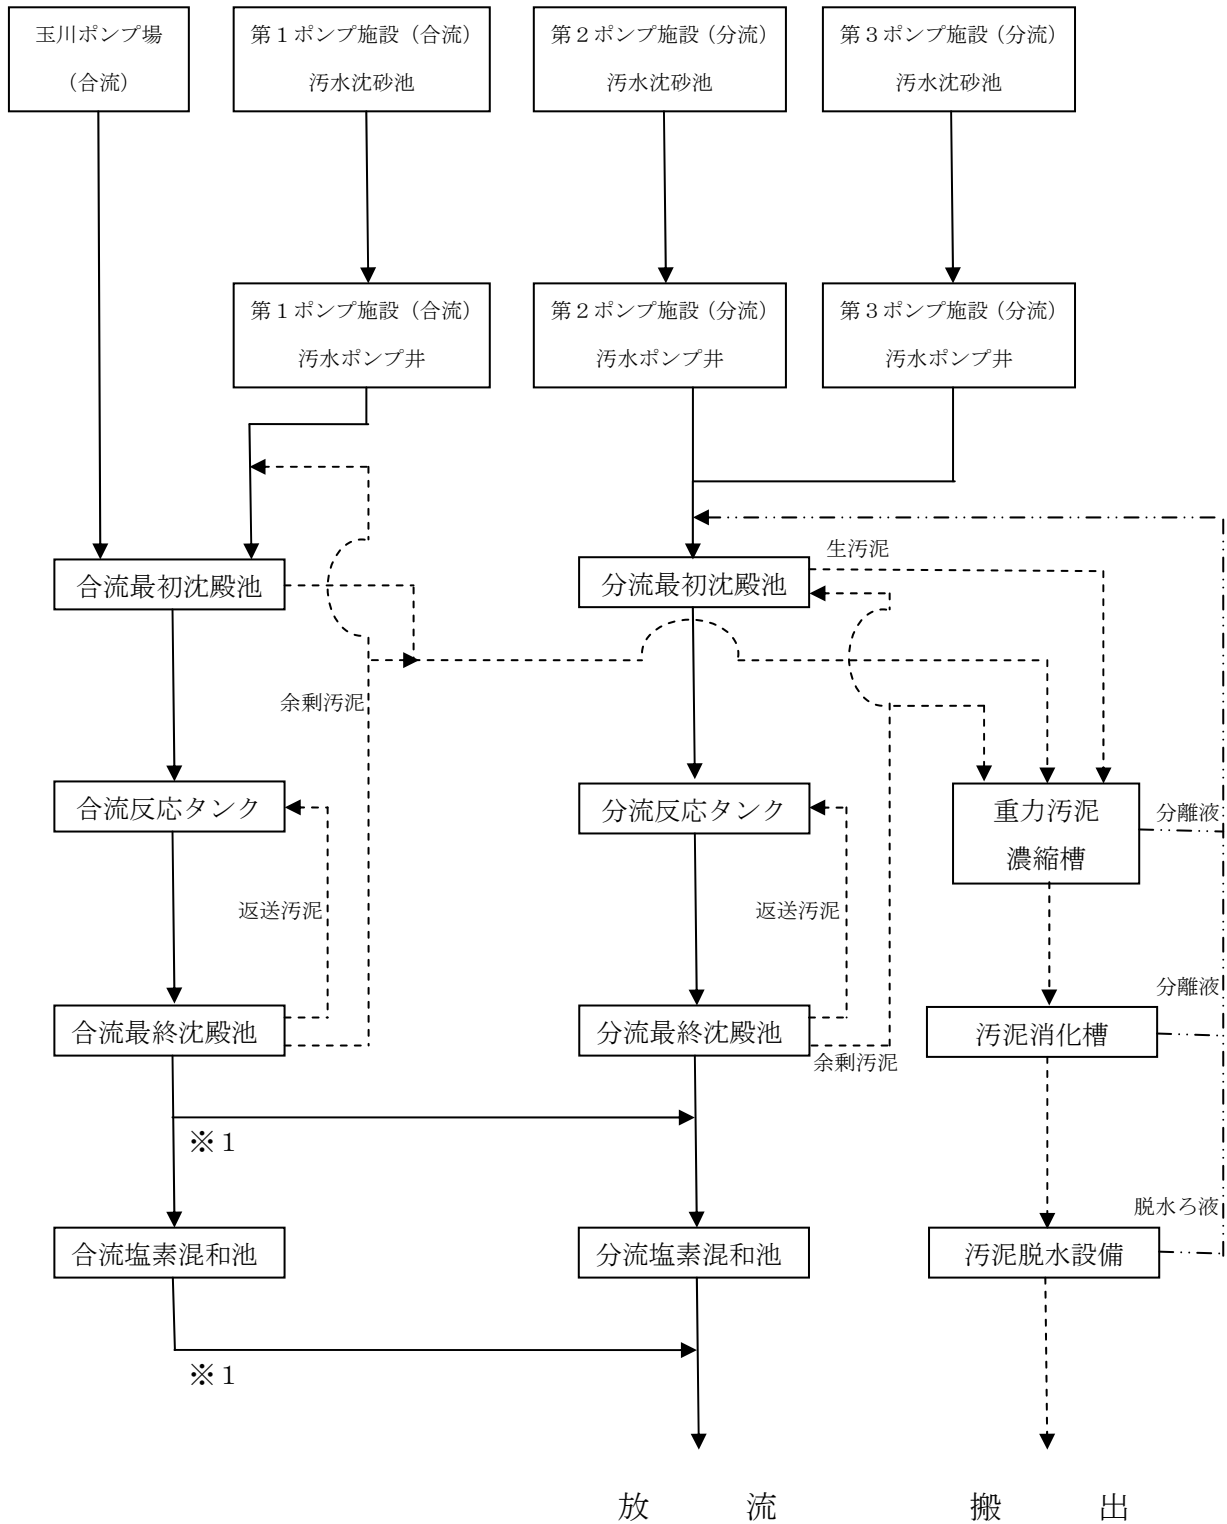 玉川ポンプ場
（合流）
第１ポンプ施設（合流）
汚水沈砂池
第２ポンプ施設（分流）
汚水沈砂池
第３ポンプ施設（分流）
汚水沈砂池
第１ポンプ施設（合流）
汚水ポンプ井
第２ポンプ施設（分流）
汚水ポンプ井
第３ポンプ施設（分流）
汚水ポンプ井
生汚泥
合流最初沈殿池
分流最初沈殿池
余剰汚泥
合流反応タンク
分流反応タンク
重力汚泥
濃縮槽
分離液
返送汚泥
返送汚泥
分離液
合流最終沈殿池
分流最終沈殿池
汚泥消化槽
余剰汚泥
※１
脱水ろ液
合流塩素混和池
分流塩素混和池
汚泥脱水設備
※１
放　流
搬　出